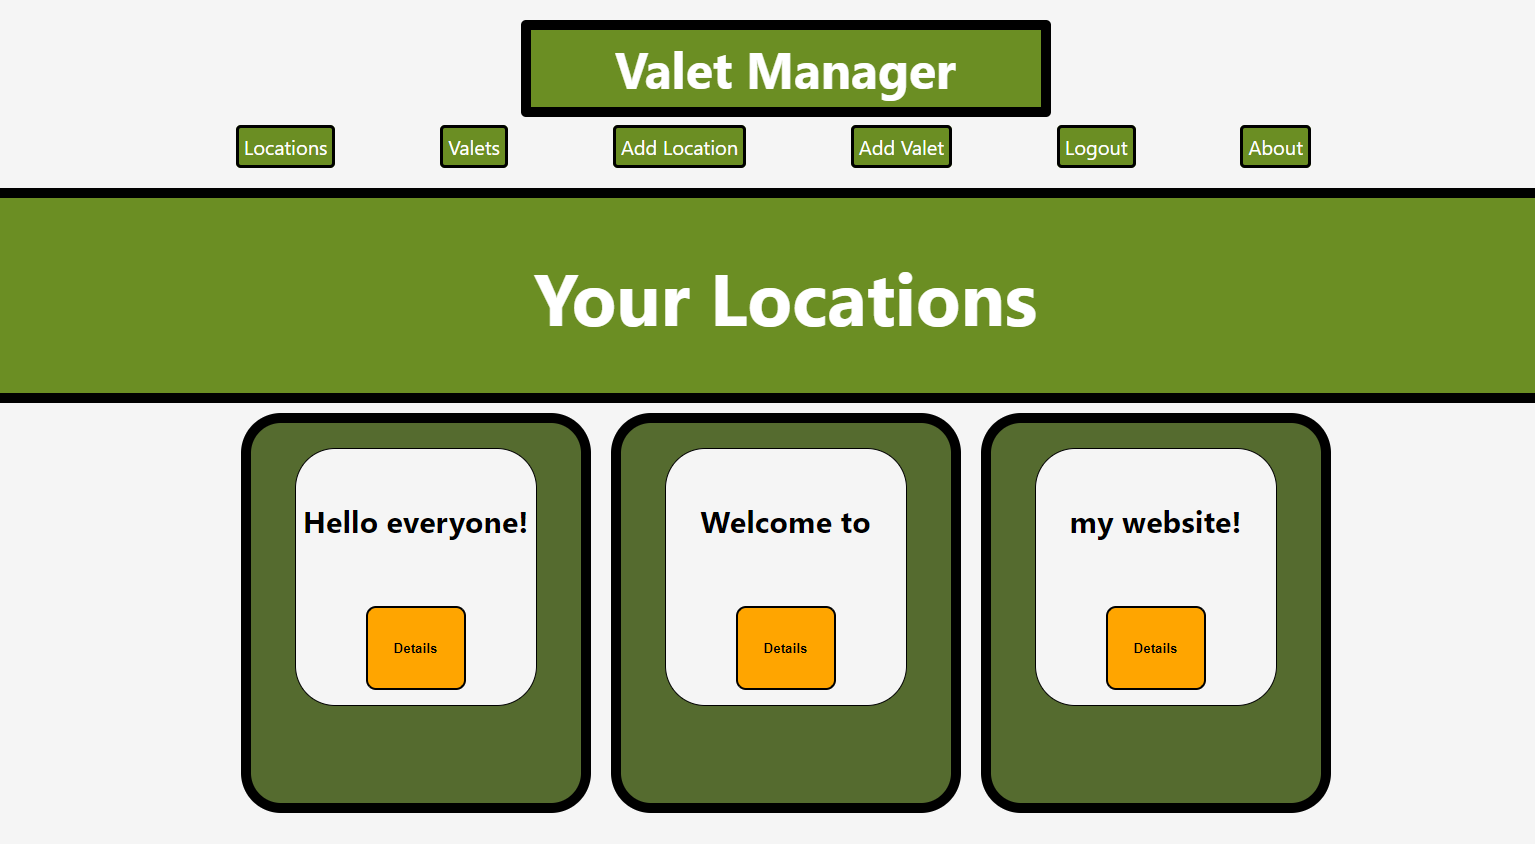 Valet Manager
Locations Valets Add Location Add Valet Logout About
Your Locations
Hello everyone! Welcome to my website!
Details Details Details